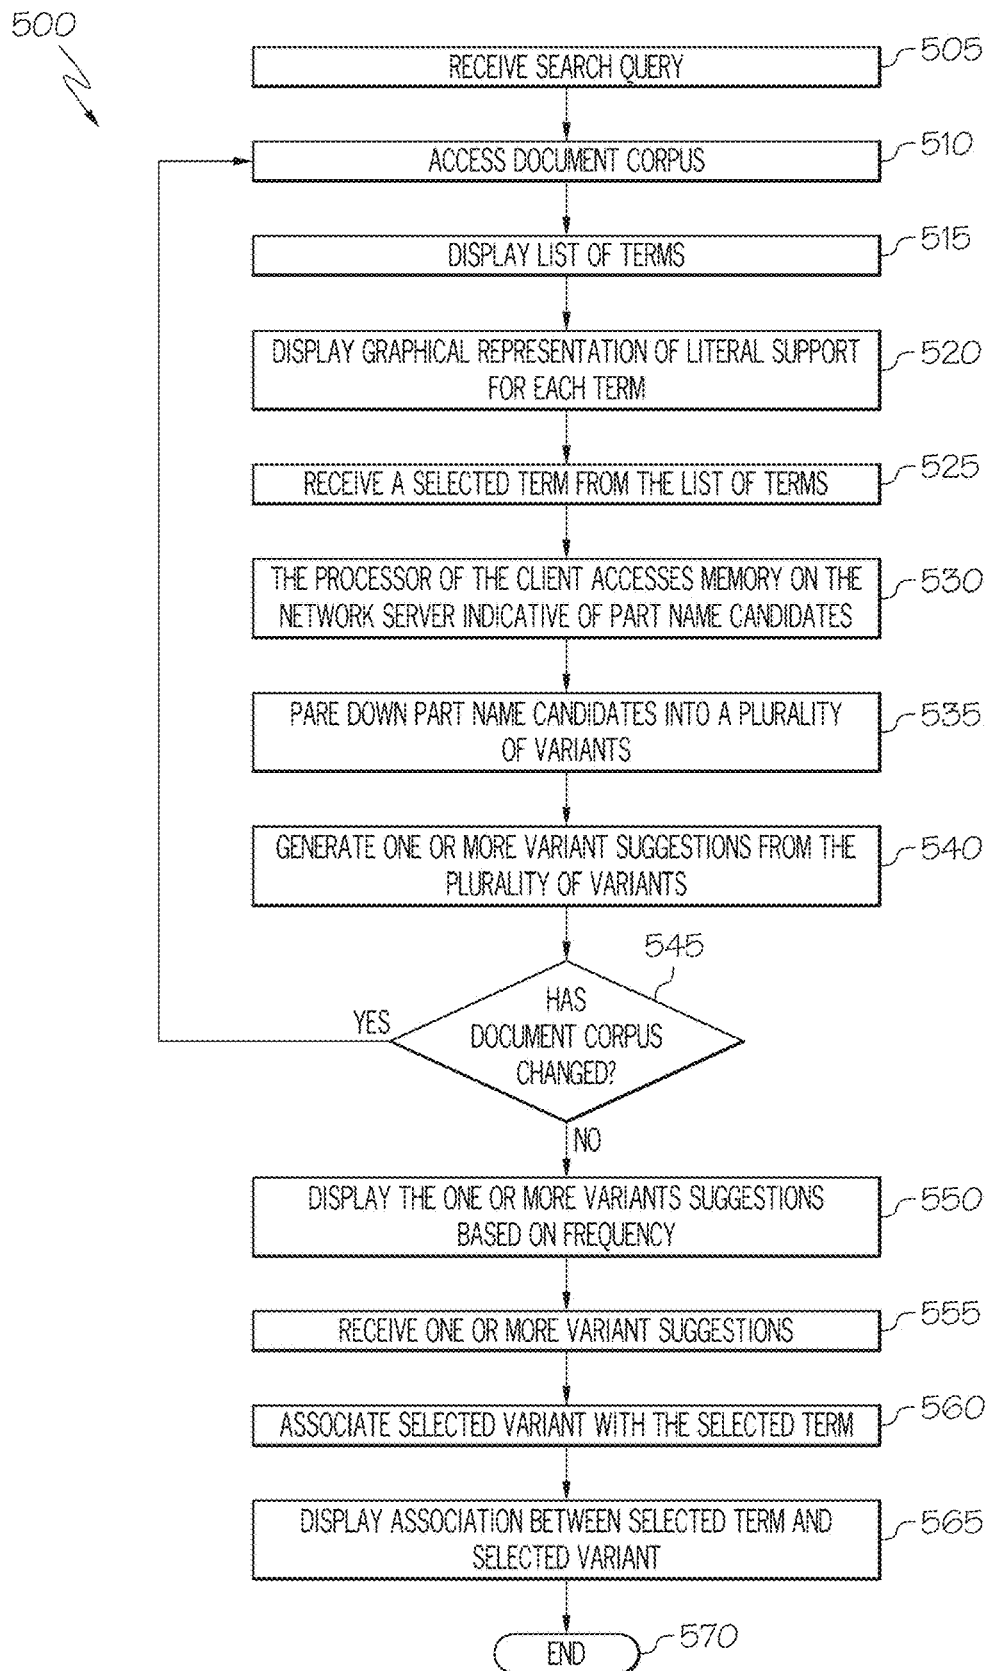 500
RECEIVE SEARCH QUERY
505
ACCESS DOCUMENT CORPUS
510
DISPLAY LIST OF TERMS
515
DISPLAY GRAPHICAL REPRESENTATION OF LITERAL SUPPORT
FOR EACH TERM
520
RECEIVE A SELECTED TERM FROM THE LIST OF TERMS
525
THE PROCESSOR OF THE CLIENT ACCESSES MEMORY ON THE
NETWORK SERVER INDICATIVE OF PART NAME CANDIDATES
530
PARE DOWN PART NAME CANDIDATES INTO A PLURALITY
OF VARIANTS
535
GENERATE ONE OR MORE VARIANT SUGGESTIONS FROM THE
PLURALITY OF VARIANTS
540
545
HAS
DOCUMENT CORPUS
CHANGED?
YES
NO
DISPLAY THE ONE OR MORE VARIANTS SUGGESTIONS
BASED ON FREQUENCY
550
RECEIVE ONE OR MORE VARIANT SUGGESTIONS
555
ASSOCIATE SELECTED VARIANT WITH THE SELECTED TERM
560
DISPLAY ASSOCIATION BETWEEN SELECTED TERM AND
SELECTED VARIANT
565
END
570